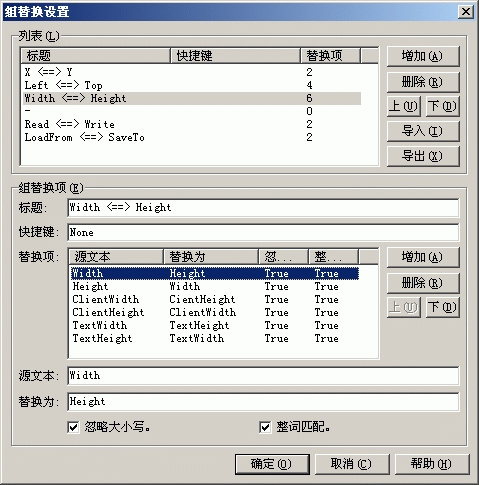 组替换设置
列表(L)
标题 快捷键 替换项
X <==> Y 2
Left <==> Top 4
Width <==> Height 6
- 0
Read <==> Write 2
LoadFrom <==> SaveTo 2
增加(A)
删除(R)
上(U) 下(D)
导入(I)
导出(X)
组替换项(E)
标题: Width <==> Height
快捷键: None
替换项: 源文本 替换为 忽... 整...
Width Height True True
Height Width True True
ClientWidth CientHeight True True
ClientHeight ClientWidth True True
TextWidth TextHeight True True
TextHeight TextWidth True True
增加(A)
删除(R)
上(U) 下(D)
源文本: Width
替换为: Height
忽略大小写。 整词匹配。
确定(O) 取消(C) 帮助(H)